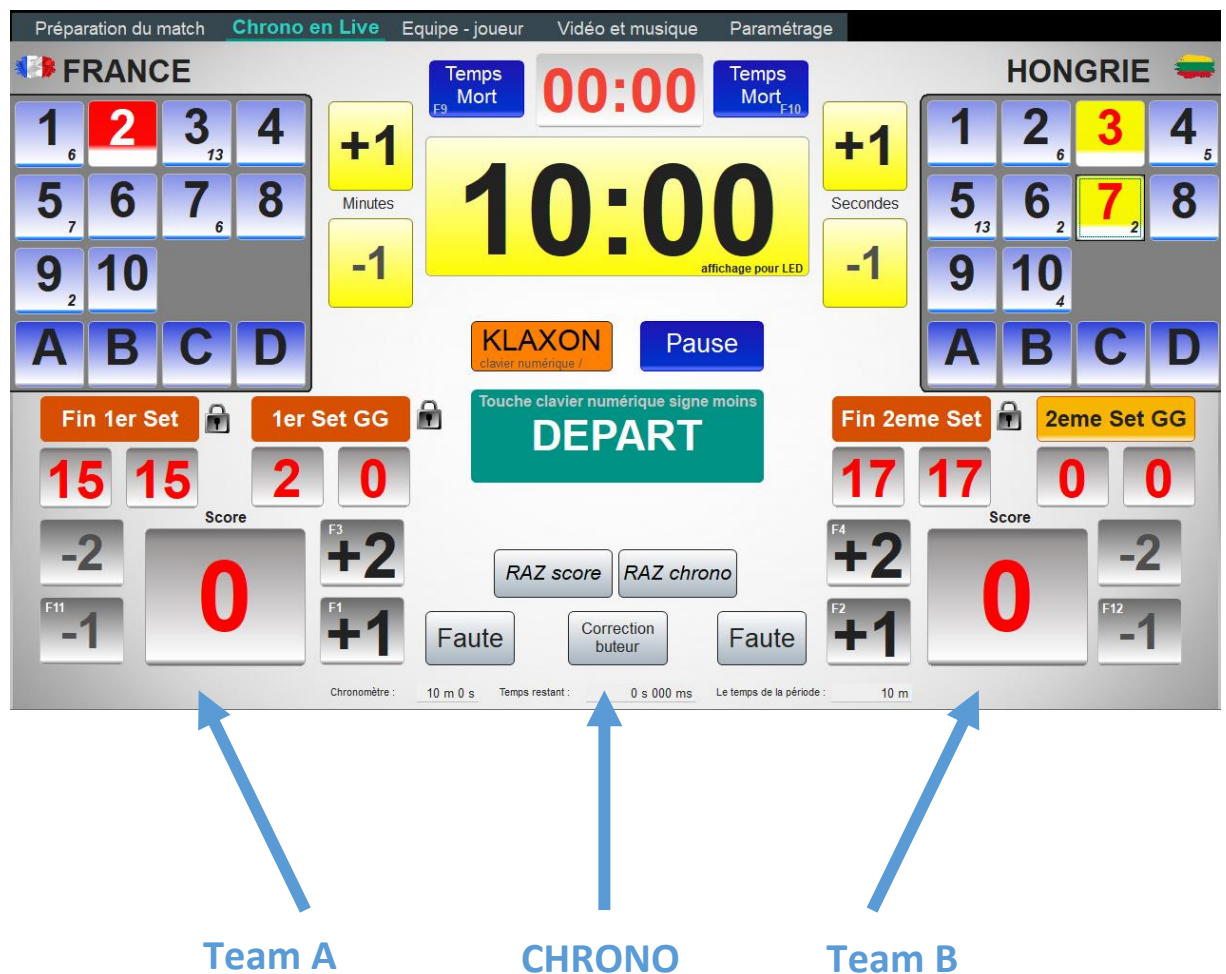 Préparation du match Chrono en Live Equipe - joueur Vidéo et musique Paramétrage
FRANCE
Temps
Mort
F9
00:00
Temps
Mort
F10
HONGRIE
1 6 2 3 13 4
5 7 6 7 6 8
9 2 10
A B C D
+1
Minutes
-1
10:00
affichage pour LED
+1
Secondes
-1
1 2 6 3 4 5
5 13 6 2 7 2 8
9 10 4
A B C D
KLAXON
clavier numérique /
Pause
Touche clavier numérique signe moins
DEPART
Fin 1er Set 1er Set GG
15 15 2 0
Score
-2
0
F3
+2
F11
-1
F1
+1
Fin 2eme Set 2eme Set GG
17 17 0 0
Score
F4
+2
0
-2
F2
+1
F12
-1
RAZ score RAZ chrono
Faute
Correction
buteur
Faute
Chronomètre : 10 m 0 s Temps restant : 0 s 000 ms Le temps de la période : 10 m
Team A CHRONO Team B